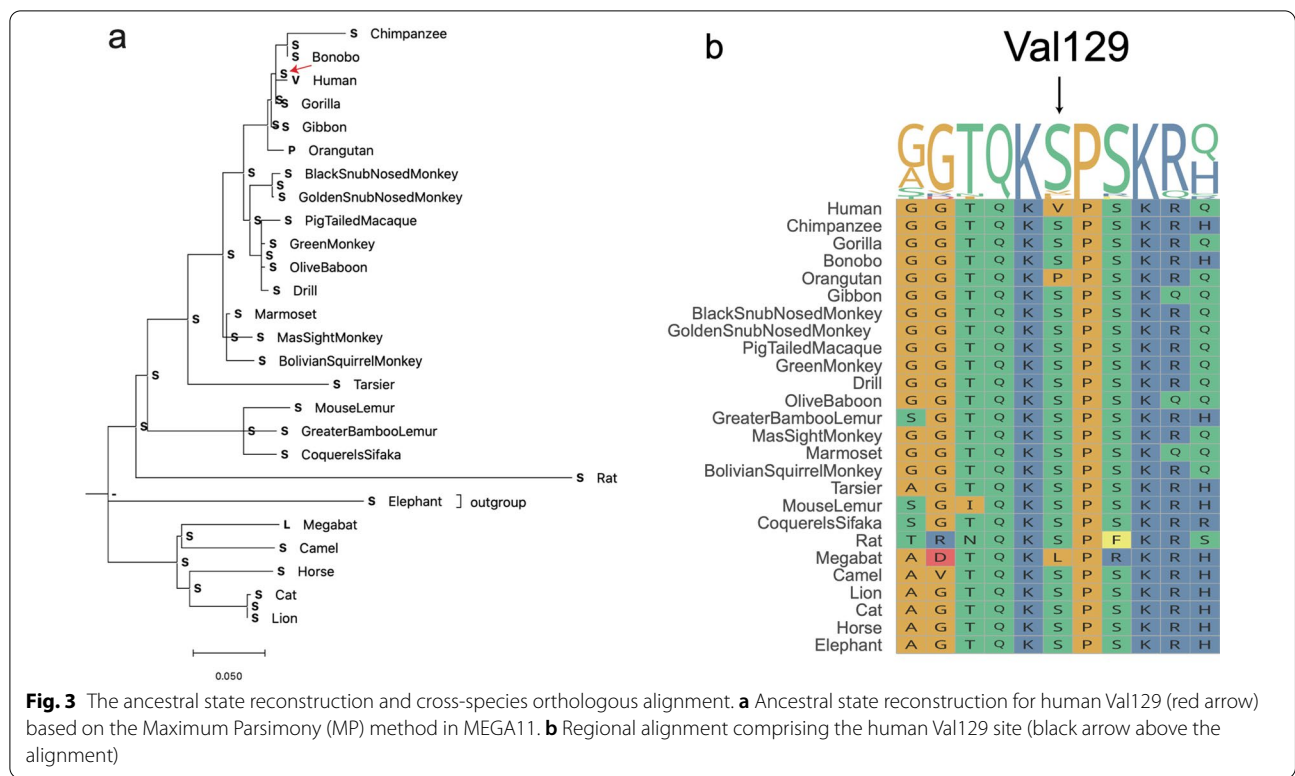 a
S Chimpanzee
S
S Bonobo
S
V Human
S
S Gorilla
S S Gibbon
P Orangutan
S
S BlackSnubNosedMonkey
S
S GoldenSnubNosedMonkey
S S PigTailedMacaque
S GreenMonkey
S
S
S OliveBaboon
S Drill
S Marmoset
S
S S MasSightMonkey
S BolivianSquirrelMonkey
S
S Tarsier
S MouseLemur
S S GreaterBambooLemur
S
S CoquerelsSifaka
S Rat
-
S Elephant ] outgroup
L Megabat
S
S Camel
S
S Horse
S
S Cat
S
S Lion
0.050
b
Val129
G G T Q K S P S K R Q
A H
Human G G T Q K V P S K R Q
Chimpanzee G G T Q K S P S K R H
Gorilla G G T Q K S P S K R Q
Bonobo G G T Q K S P S K R H
Orangutan G G T Q K P P S K R Q
Gibbon G G T Q K S P S K Q Q
BlackSnubNosedMonkey G G T Q K S P S K R Q
GoldenSnubNosedMonkey G G T Q K S P S K R Q
PigTailedMacaque G G T Q K S P S K R Q
GreenMonkey G G T Q K S P S K R Q
Drill G G T Q K S P S K R Q
OliveBaboon G G T Q K S P S K Q Q
GreaterBambooLemur S G T Q K S P S K R H
MasSightMonkey G G T Q K S P S K R Q
Marmoset G G T Q K S P S K Q Q
BolivianSquirrelMonkey G G T Q K S P S K R Q
Tarsier A G T Q K S P S K R H
MouseLemur S G I Q K S P S K R H
CoquerelsSifaka S G T Q K S P S K R R
Rat T R N Q K S P F K R S
Megabat A D T Q K L P R K R H
Camel A V T Q K S P S K R H
Lion A G T Q K S P S K R H
Cat A G T Q K S P S K R H
Horse A G T Q K S P S K R H
Elephant A G T Q K S P S K R H
Fig. 3 The ancestral state reconstruction and cross-species orthologous alignment. a Ancestral state reconstruction for human Val129 (red arrow)
based on the Maximum Parsimony (MP) method in MEGA11. b Regional alignment comprising the human Val129 site (black arrow above the
alignment)